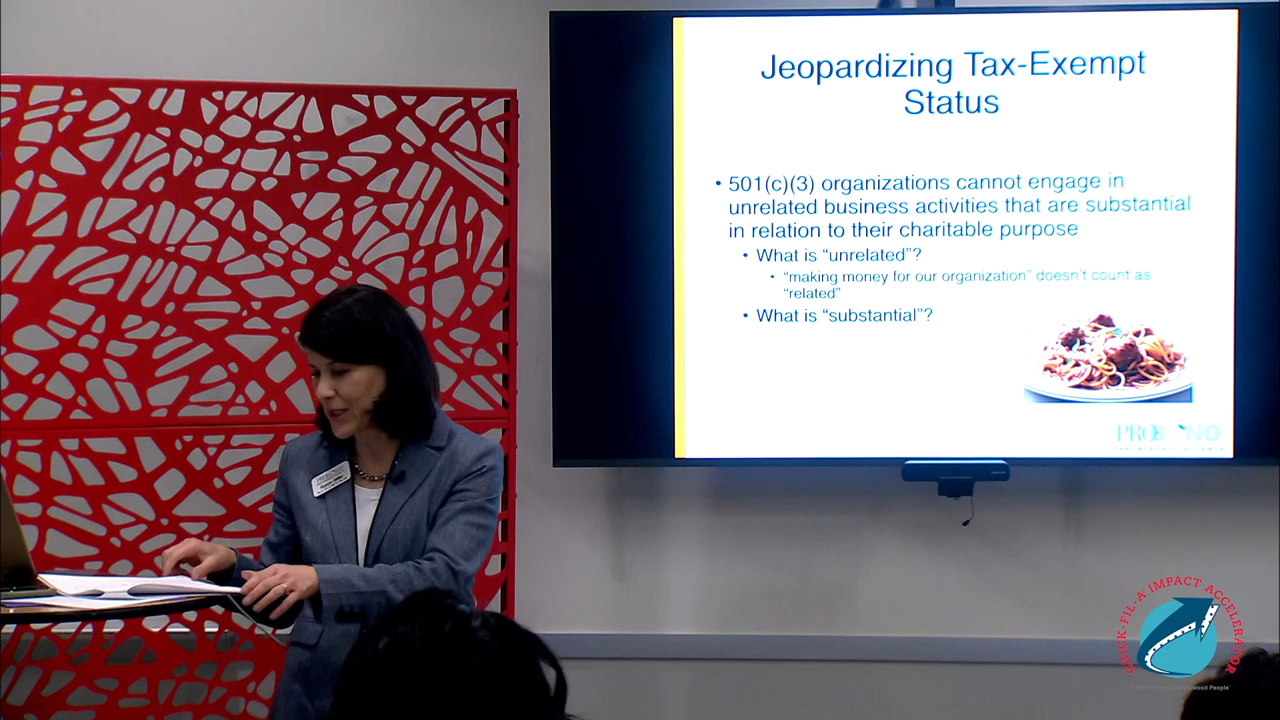 Jeopardizing Tax-Exempt
Status
• 501(c)(3) organizations cannot engage in
unrelated business activities that are substantial
in relation to their charitable purpose
• What is “unrelated”?
• “making money for our organization” doesn’t count as
“related”
• What is “substantial”?
CHICK-FIL-A IMPACT ACCELERATOR